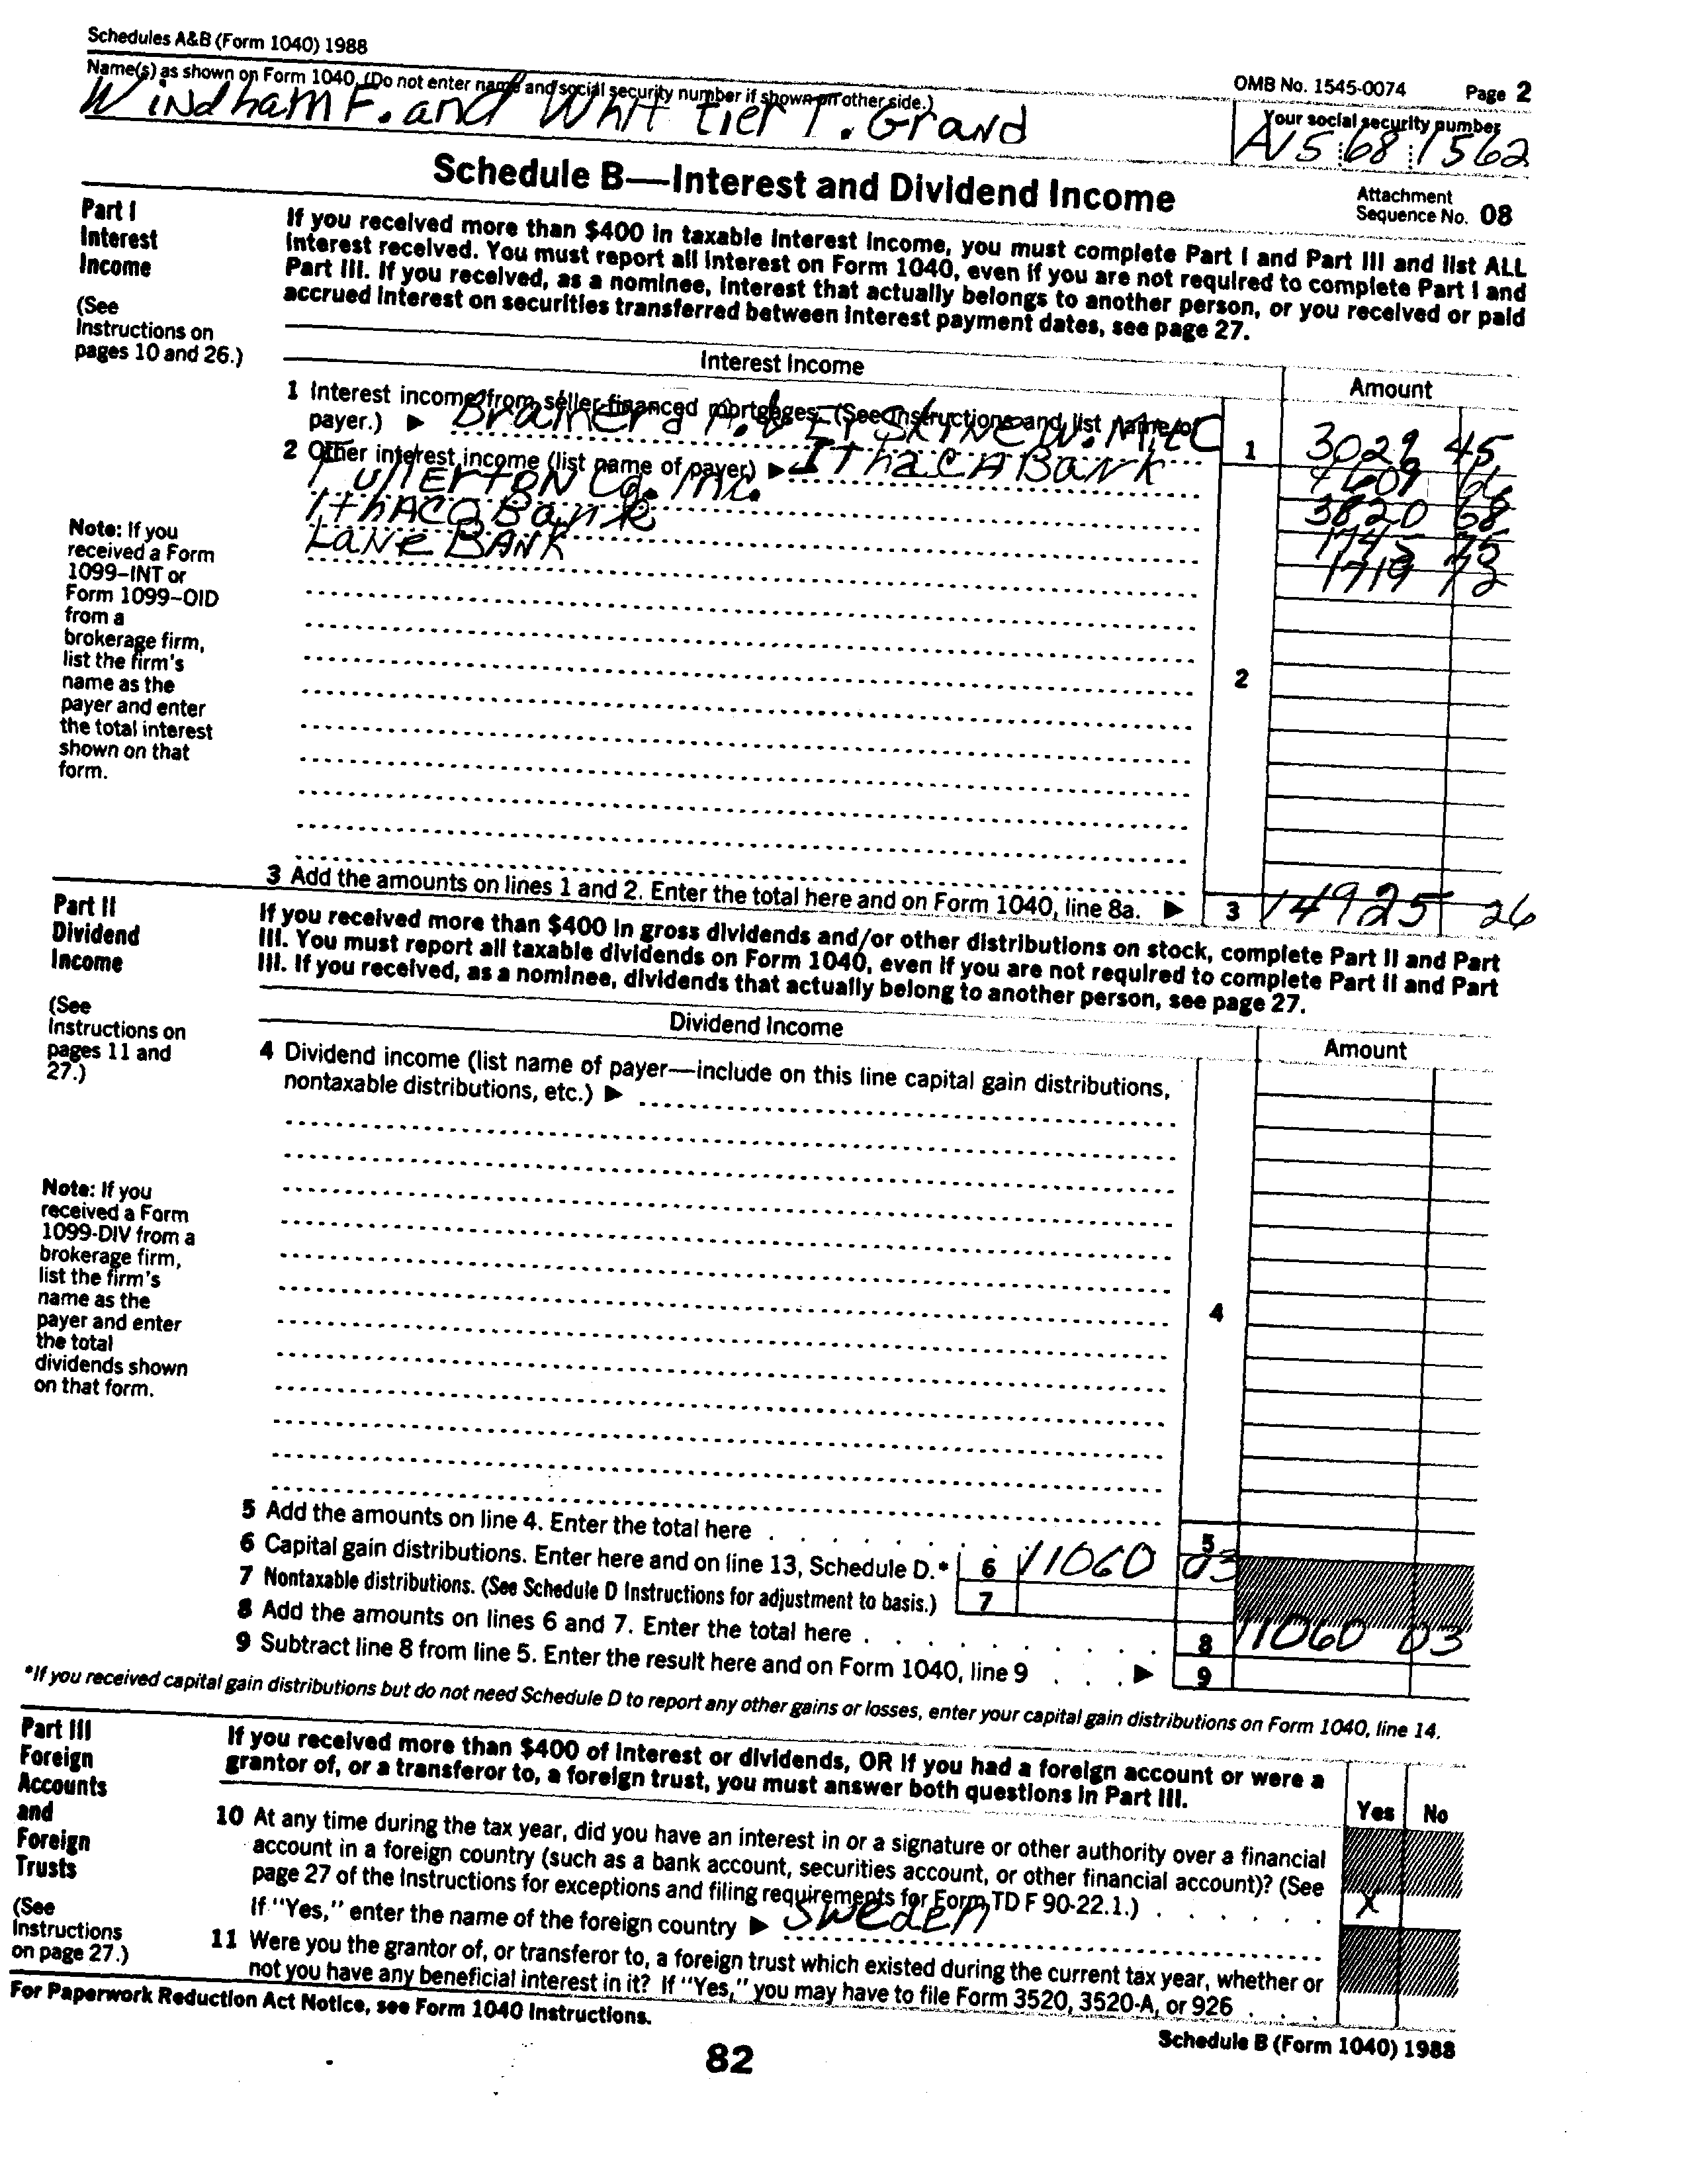 Schedules A&B (Form 1040) 1988
OMB No. 1545-0074 Page 2
Name(s) as shown on Form 1040. (Do not enter name and social security number if shown on other side.)
Windham F. and Whittier T. Grand
Your social security number
Schedule B—Interest and Dividend Income
Attachment
Sequence No. 08
Part I
Interest
Income
(See
Instructions on
pages 10 and 26.)
If you received more than $400 in taxable interest income, you must complete Part I and Part III and list ALL
interest received. You must report all interest on Form 1040, even if you are not required to complete Part I and
Part III. If you received, as a nominee, interest that actually belongs to another person, or you received or paid
accrued interest on securities transferred between interest payment dates, see page 27.
Interest Income
Amount
1 Interest income from seller-financed mortgages. (See instructions and list name of
payer.) ▶ Brainerd A. & Erskine W.
1 3029 45
2 Other interest income (list name of payer) ▶ Ithaca Bank
4609 66
Fullerton Co. Inc.
3820 68
Ithaca Bank
1745 75
Lane Bank
1719 72
2
Note: If you
received a Form
1099–INT or
Form 1099–OID
from a
brokerage firm,
list the firm's
name as the
payer and enter
the total interest
shown on that
form.
3 Add the amounts on lines 1 and 2. Enter the total here and on Form 1040, line 8a. ▶ 3 14925 26
Part II
Dividend
Income
(See
Instructions on
pages 11 and
27.)
If you received more than $400 in gross dividends and/or other distributions on stock, complete Part II and Part
III. You must report all taxable dividends on Form 1040, even if you are not required to complete Part II and Part
III. If you received, as a nominee, dividends that actually belong to another person, see page 27.
Dividend Income
Amount
4 Dividend income (list name of payer—include on this line capital gain distributions,
nontaxable distributions, etc.) ▶
4
Note: If you
received a Form
1099-DIV from a
brokerage firm,
list the firm's
name as the
payer and enter
the total
dividends shown
on that form.
5 Add the amounts on line 4. Enter the total here . . . . . . . 5
6 Capital gain distributions. Enter here and on line 13, Schedule D.* 6 11060 03
7 Nontaxable distributions. (See Schedule D Instructions for adjustment to basis.) 7
8 Add the amounts on lines 6 and 7. Enter the total here . . . . . . . . . . 8 11060 03
9 Subtract line 8 from line 5. Enter the result here and on Form 1040, line 9 . . . ▶ 9
*If you received capital gain distributions but do not need Schedule D to report any other gains or losses, enter your capital gain distributions on Form 1040, line 14.
Part III
Foreign
Accounts
and
Foreign
Trusts
(See
Instructions
on page 27.)
If you received more than $400 of interest or dividends, OR if you had a foreign account or were a
grantor of, or a transferor to, a foreign trust, you must answer both questions in Part III.
Yes No
10 At any time during the tax year, did you have an interest in or a signature or other authority over a financial
account in a foreign country (such as a bank account, securities account, or other financial account)? (See
page 27 of the Instructions for exceptions and filing requirements for Form TD F 90-22.1.) . . . . . . X
If "Yes," enter the name of the foreign country ▶ Sweden
11 Were you the grantor of, or transferor to, a foreign trust which existed during the current tax year, whether or
not you have any beneficial interest in it? If "Yes," you may have to file Form 3520, 3520-A, or 926 . . .
For Paperwork Reduction Act Notice, see Form 1040 Instructions.
Schedule B (Form 1040) 1988
82